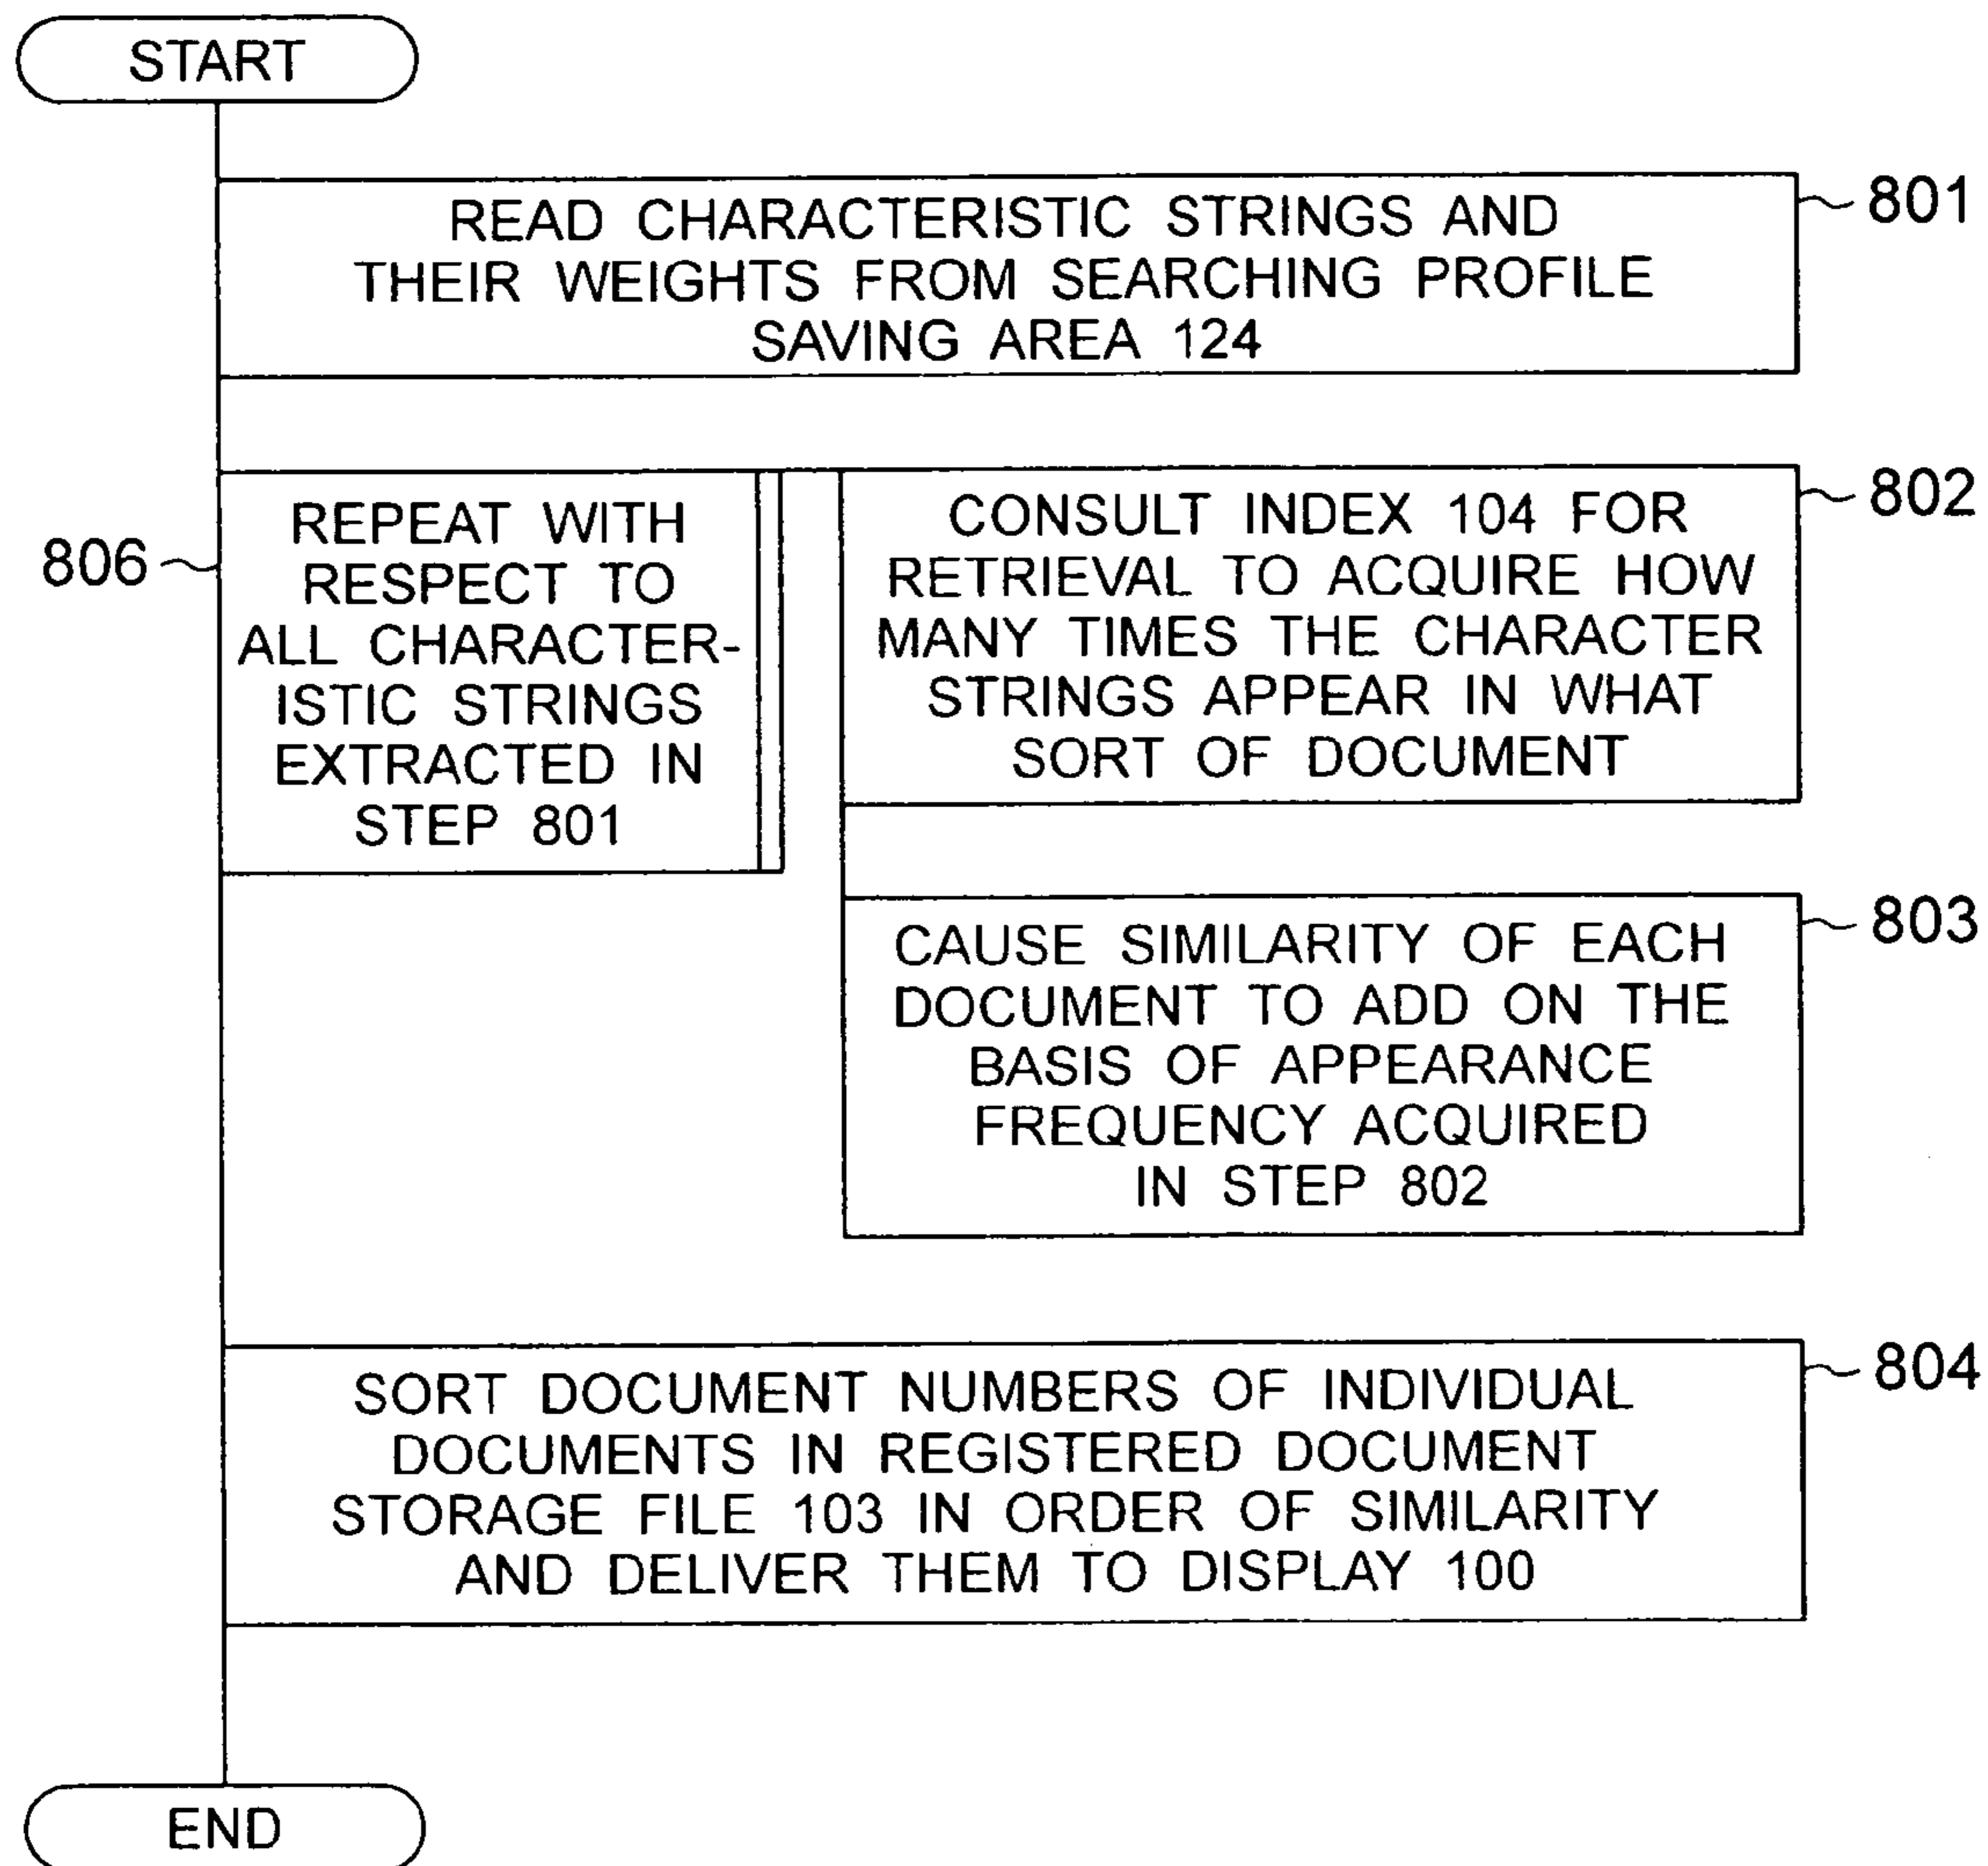 START
READ CHARACTERISTIC STRINGS AND
THEIR WEIGHTS FROM SEARCHING PROFILE
SAVING AREA 124
801
806
REPEAT WITH
RESPECT TO
ALL CHARACTER-
ISTIC STRINGS
EXTRACTED IN
STEP 801
CONSULT INDEX 104 FOR
RETRIEVAL TO ACQUIRE HOW
MANY TIMES THE CHARACTER
STRINGS APPEAR IN WHAT
SORT OF DOCUMENT
802
CAUSE SIMILARITY OF EACH
DOCUMENT TO ADD ON THE
BASIS OF APPEARANCE
FREQUENCY ACQUIRED
IN STEP 802
803
SORT DOCUMENT NUMBERS OF INDIVIDUAL
DOCUMENTS IN REGISTERED DOCUMENT
STORAGE FILE 103 IN ORDER OF SIMILARITY
AND DELIVER THEM TO DISPLAY 100
804
END